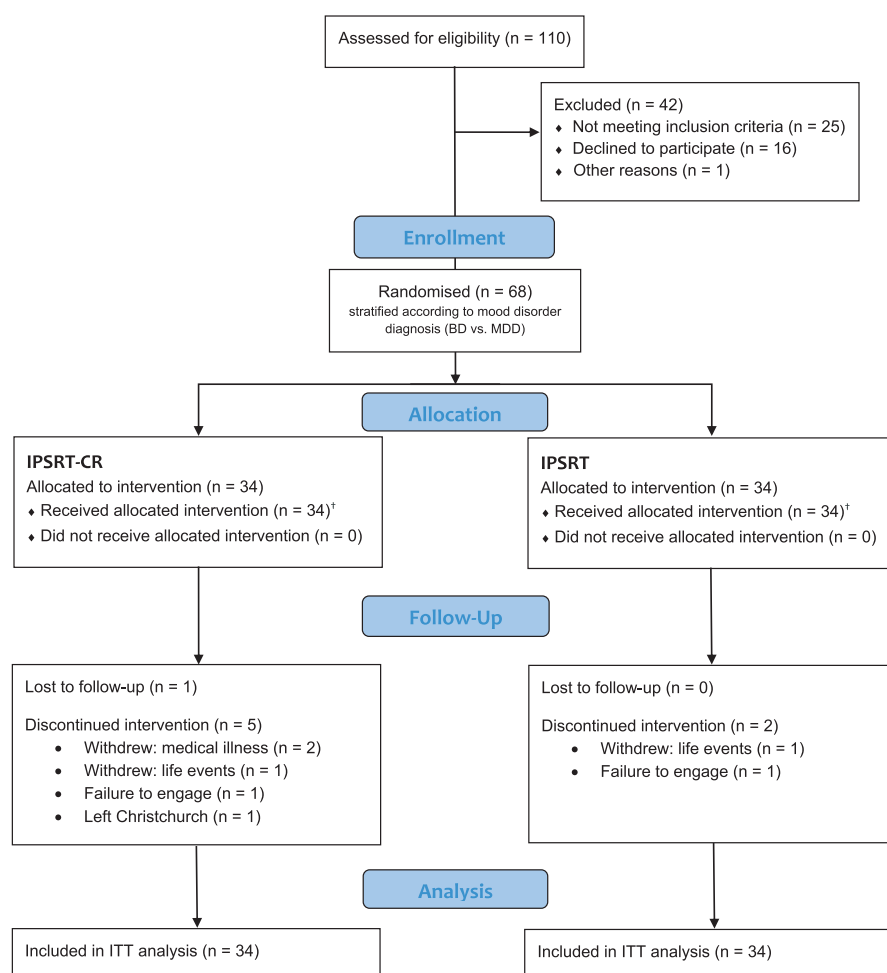 Assessed for eligibility (n = 110)
Excluded (n = 42)
♦ Not meeting inclusion criteria (n = 25)
♦ Declined to participate (n = 16)
♦ Other reasons (n = 1)
Enrollment
Randomised (n = 68)
stratified according to mood disorder
diagnosis (BD vs. MDD)
Allocation
IPSRT-CR
Allocated to intervention (n = 34)
♦ Received allocated intervention (n = 34)†
♦ Did not receive allocated intervention (n = 0)
IPSRT
Allocated to intervention (n = 34)
♦ Received allocated intervention (n = 34)†
♦ Did not receive allocated intervention (n = 0)
Follow-Up
Lost to follow-up (n = 1)
Discontinued intervention (n = 5)
• Withdrew: medical illness (n = 2)
• Withdrew: life events (n = 1)
• Failure to engage (n = 1)
• Left Christchurch (n = 1)
Lost to follow-up (n = 0)
Discontinued intervention (n = 2)
• Withdrew: life events (n = 1)
• Failure to engage (n = 1)
Analysis
Included in ITT analysis (n = 34)
Included in ITT analysis (n = 34)